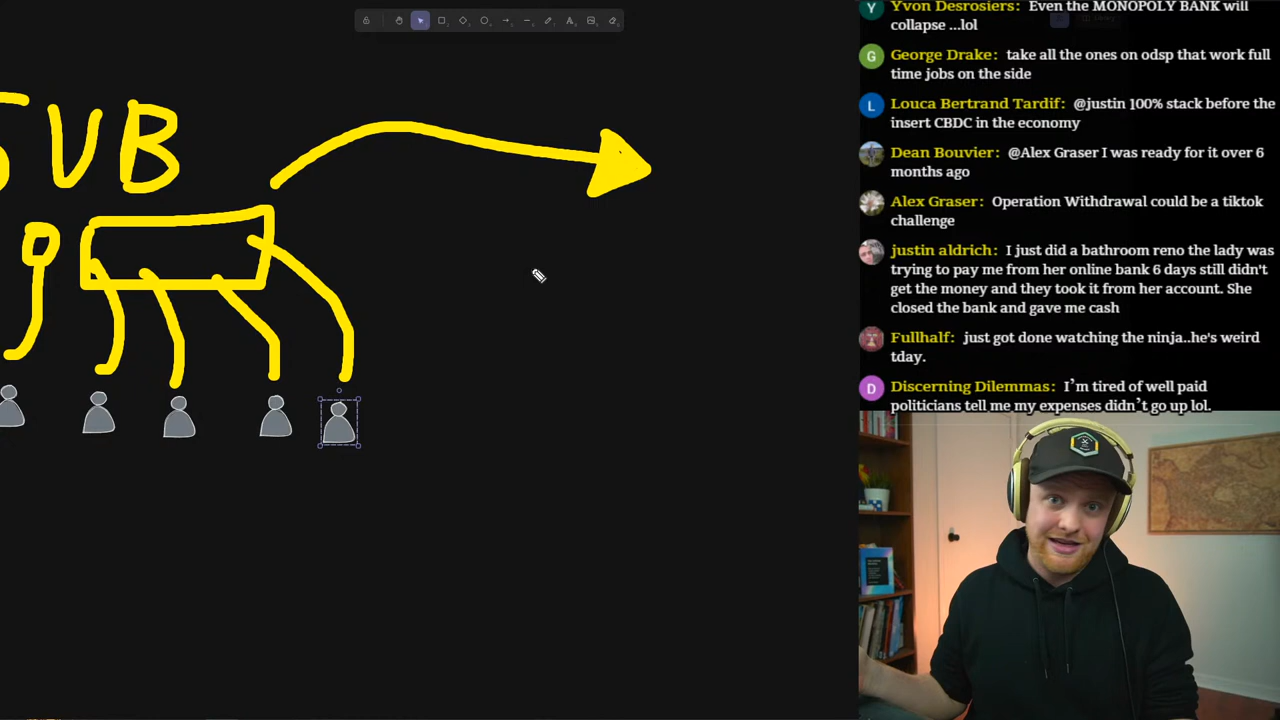 SUB
Yvon Desrosiers: Even the MONOPOLY BANK will
collapse ...lol
George Drake: take all the ones on odsp that work full
time jobs on the side
Louca Bertrand Tardif: @justin 100% stack before the
insert CBDC in the economy
Dean Bouvier: @Alex Graser I was ready for it over 6
months ago
Alex Graser: Operation Withdrawal could be a tiktok
challenge
justin aldrich: I just did a bathroom reno the lady was
trying to pay me from her online bank 6 days still didn't
get the money and they took it from her account. She
closed the bank and gave me cash
Fullhalf: just got done watching the ninja..he's weird
tday.
Discerning Dilemmas: I’m tired of well paid
politicians tell me my expenses didn’t go up lol.
Y
G
L
D
A